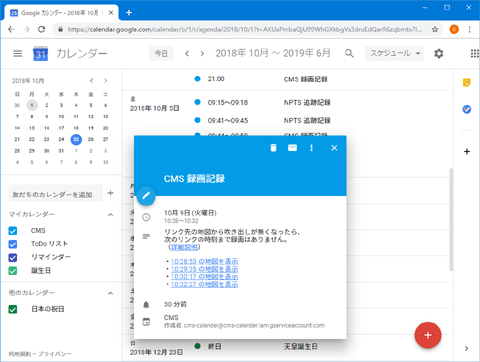 Google カレンダー - 2018年 10月 1
https://calendar.google.com/calendar/b/1/r/agenda/2018/10/1?
カレンダー
今日
2018年 10月 ～ 2019年 6月
スケジュール
2018年 10月
日 月 火 水 木 金 土
30 1 2 3 4 5 6
7 8 9 10 11 12 13
14 15 16 17 18 19 20
21 22 23 24 25 26 27
28 29 30 31 1 2 3
4 5 6 7 8 9 10
友だちのカレンダーを追加
マイカレンダー
CMS
ToDo リスト
リマインダー
誕生日
他のカレンダー
日本の祝日
利用規約 - プライバシー
21:00 CMS 録画記録
金
2018年 10月 5日
09:15～09:18 NPTS 追跡記録
09:41～09:45 NPTS 追跡記録
CMS 録画記録
CMS 録画記録
10月 9日 (火曜日)
10:28～10:32
リンク先の地図から吹き出しが無くなったら、
次のリンクの時刻まで録画はありません。
（詳細説明）
・10:28:53 の地図を表示
・10:29:35 の地図を表示
・10:30:17 の地図を表示
・10:32:27 の地図を表示
30 分前
CMS
作成者: cms-calender@cms-calender.iam.gserviceaccount.com
2018年 12月 23日
終日 天皇誕生日